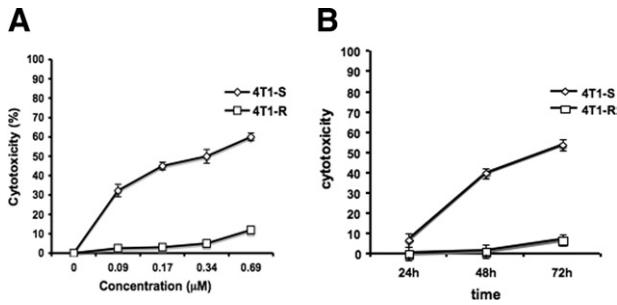 A
Cytotoxicity (%)
100
90
80
70
60
50
40
30
20
10
0
4T1-S
4T1-R
0 0.09 0.17 0.34 0.69
Concentration (μM)
B
cytotoxicity
100
90
80
70
60
50
40
30
20
10
0
4T1-S
4T1-R
24h 48h 72h
time